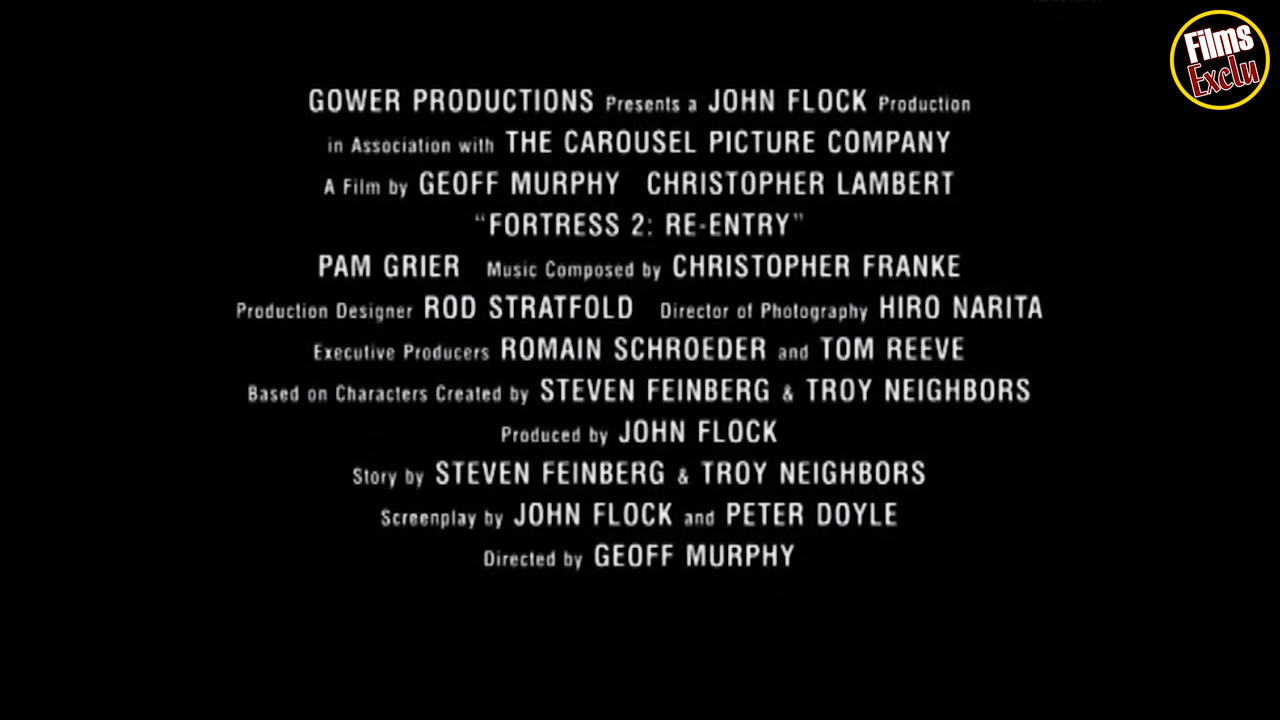 Films
Exclu
GOWER PRODUCTIONS Presents a JOHN FLOCK Production
in Association with THE CAROUSEL PICTURE COMPANY
A Film by GEOFF MURPHY CHRISTOPHER LAMBERT
“FORTRESS 2: RE-ENTRY”
PAM GRIER Music Composed by CHRISTOPHER FRANKE
Production Designer ROD STRATFOLD Director of Photography HIRO NARITA
Executive Producers ROMAIN SCHROEDER and TOM REEVE
Based on Characters Created by STEVEN FEINBERG & TROY NEIGHBORS
Produced by JOHN FLOCK
Story by STEVEN FEINBERG & TROY NEIGHBORS
Screenplay by JOHN FLOCK and PETER DOYLE
Directed by GEOFF MURPHY